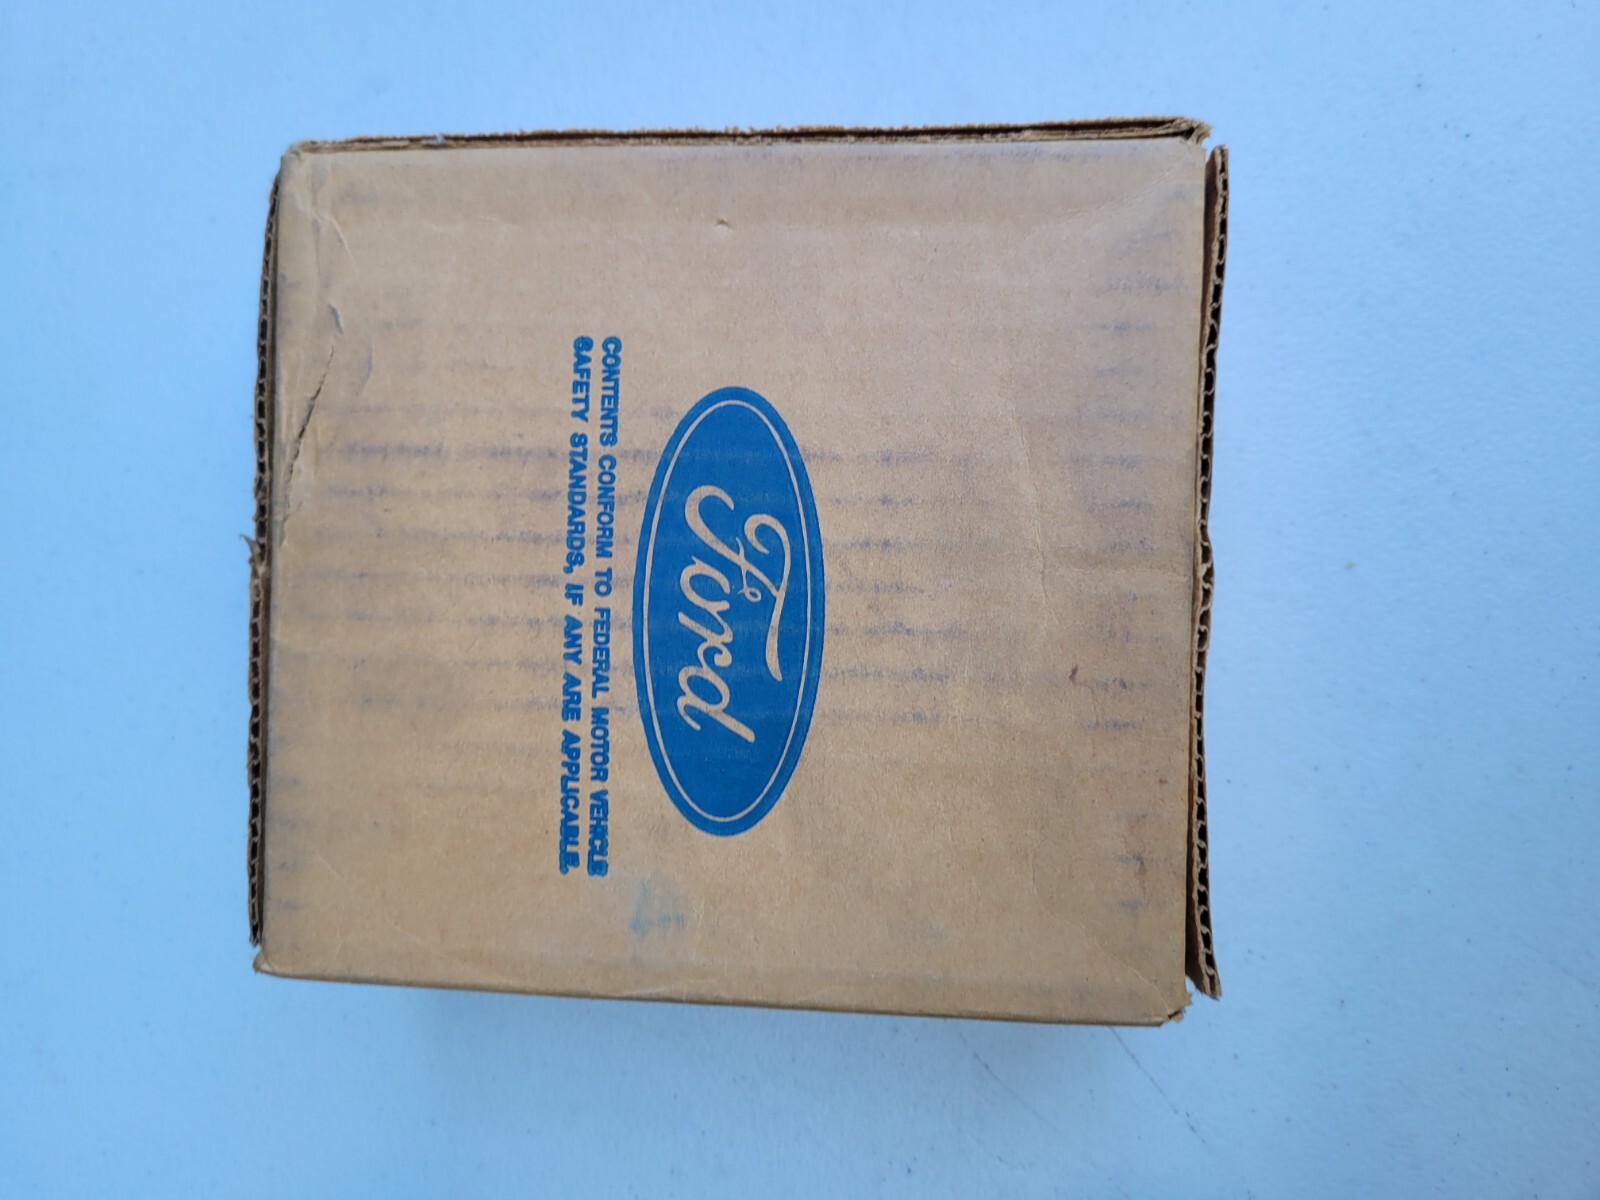 Ford
CONTENTS CONFORM TO FEDERAL MOTOR VEHICLE
SAFETY STANDARDS, IF ANY ARE APPLICABLE.